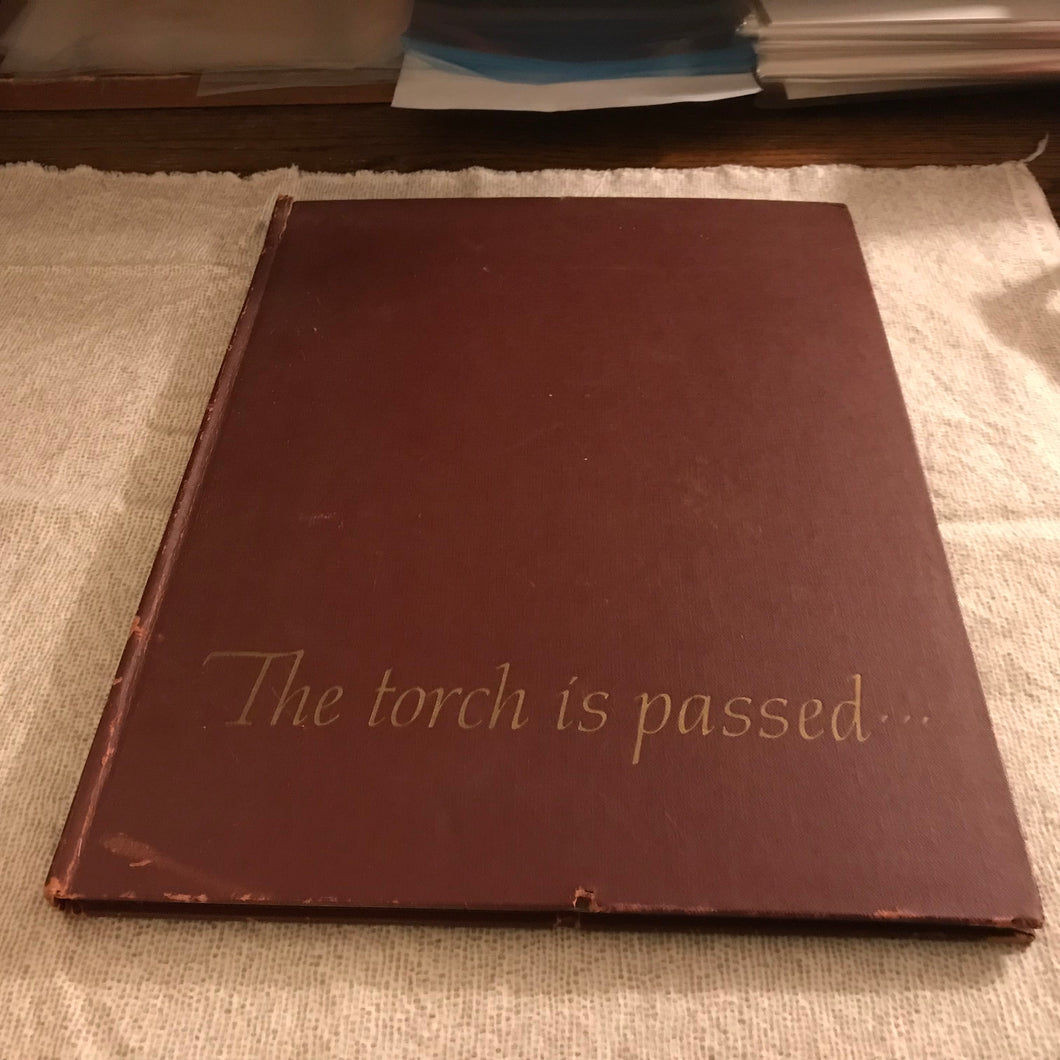 The torch is passed...